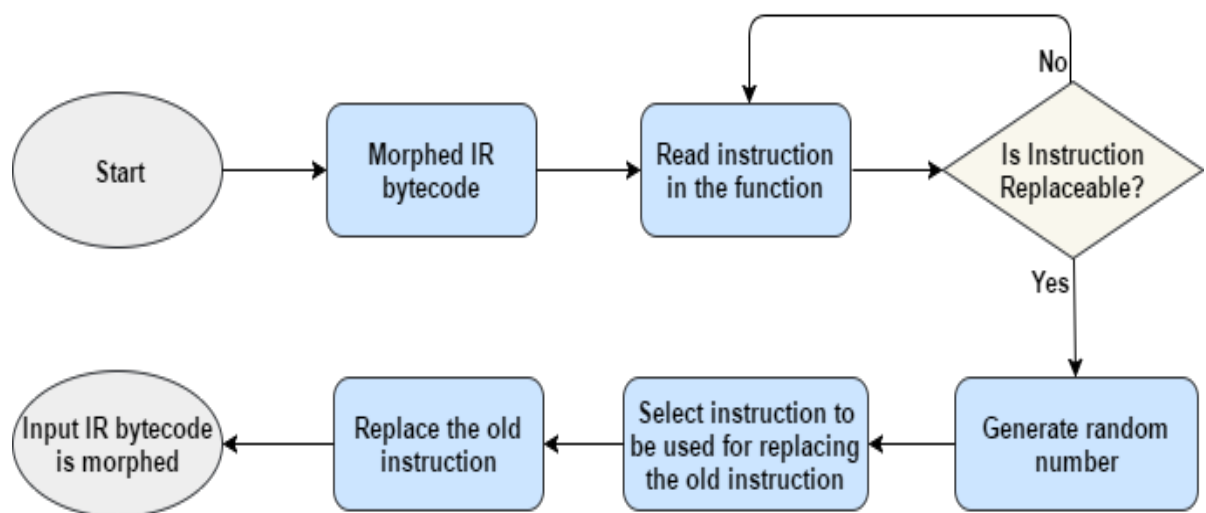 Start
Morphed IR
bytecode
Read instruction
in the function
No
Is Instruction
Replaceable?
Yes
Generate random
number
Select instruction to
be used for replacing
the old instruction
Replace the old
instruction
Input IR bytecode
is morphed